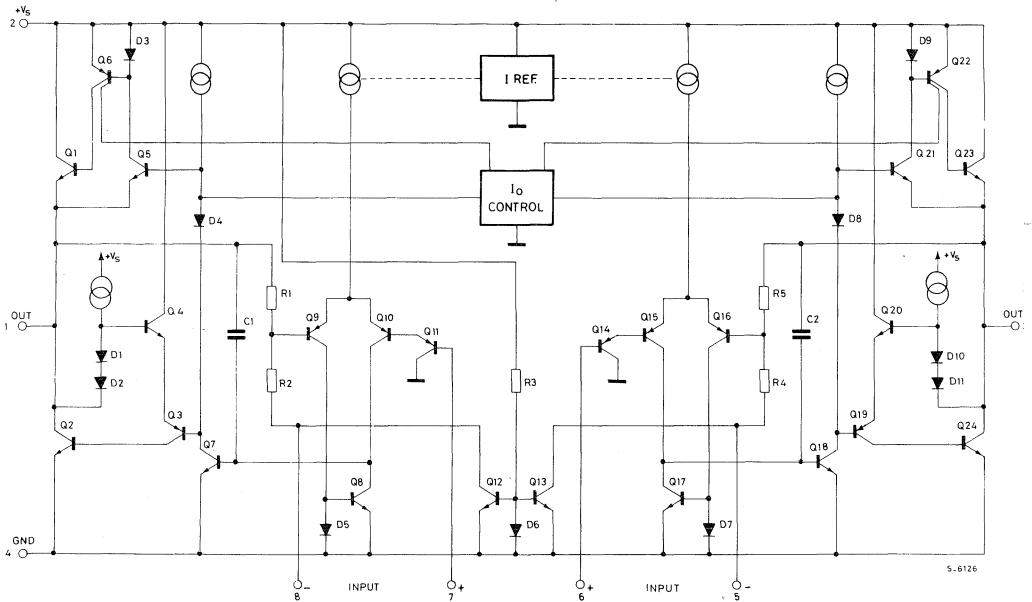 +Vs
2
D3
Q6
I REF.
D9
Q22
Q1
Q5
Q21
Q23
Io
CONTROL
D4
D8
+Vs
+Vs
R1
R5
OUT
1
Q4
C1
Q9
Q10
Q11
Q14
Q15
Q16
C2
Q20
OUT
D1
D2
R2
R3
R4
D10
D11
Q2
Q3
Q7
Q19
Q24
Q18
Q8
Q12
Q13
Q17
D5
D6
D7
GND
4
S-6126
- INPUT +
8 7
+ INPUT -
6 5